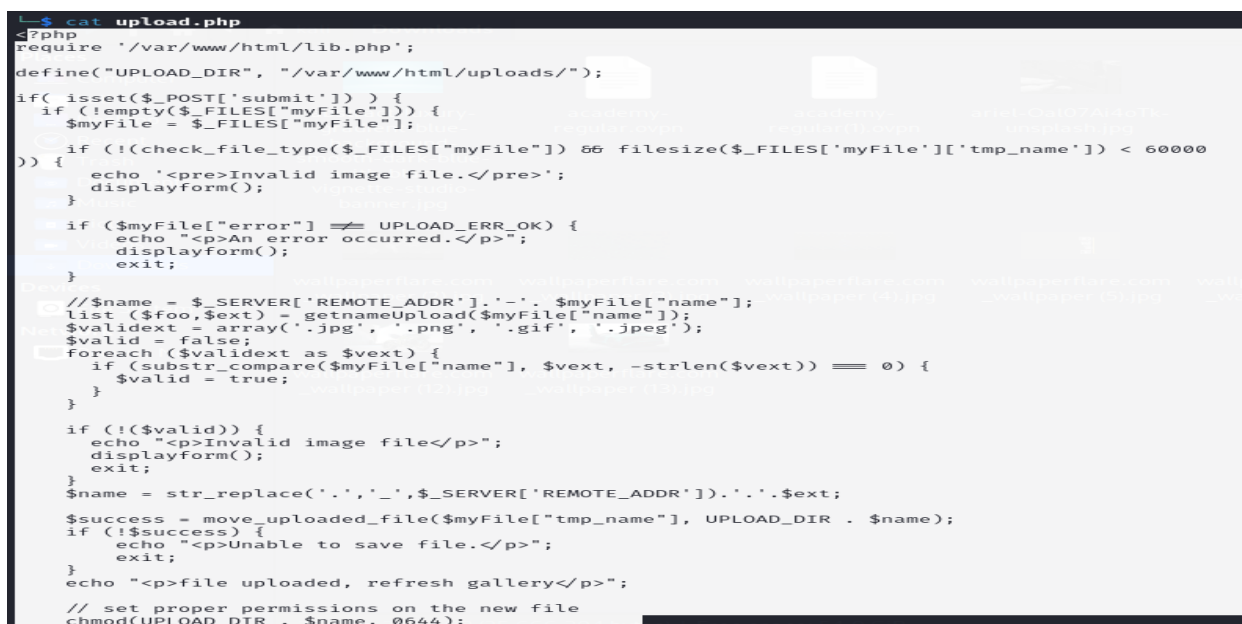 └─$ cat upload.php
<?php
require '/var/www/html/lib.php';
define("UPLOAD_DIR", "/var/www/html/uploads/");
if( isset($_POST['submit']) ) {
if (!empty($_FILES["myFile"])) {
$myFile = $_FILES["myFile"];
if (!(check_file_type($_FILES["myFile"]) && filesize($_FILES['myFile']['tmp_name']) < 60000
)) {
echo '<pre>Invalid image file.</pre>';
displayform();
}
if ($myFile["error"] !== UPLOAD_ERR_OK) {
echo "<p>An error occurred.</p>";
displayform();
exit;
}
//$name = $_SERVER['REMOTE_ADDR'].'-'. $myFile["name"];
list ($foo,$ext) = getnameUpload($myFile["name"]);
$validext = array('.jpg', '.png', '.gif', '.jpeg');
$valid = false;
foreach ($validext as $vext) {
if (substr_compare($myFile["name"], $vext, -strlen($vext)) === 0) {
$valid = true;
}
}
if (!($valid)) {
echo "<p>Invalid image file</p>";
displayform();
exit;
}
$name = str_replace('.','_',$_SERVER['REMOTE_ADDR']).'.'.$ext;
$success = move_uploaded_file($myFile["tmp_name"], UPLOAD_DIR . $name);
if (!$success) {
echo "<p>Unable to save file.</p>";
exit;
}
echo "<p>file uploaded, refresh gallery</p>";
// set proper permissions on the new file
chmod(UPLOAD_DIR . $name, 0644);